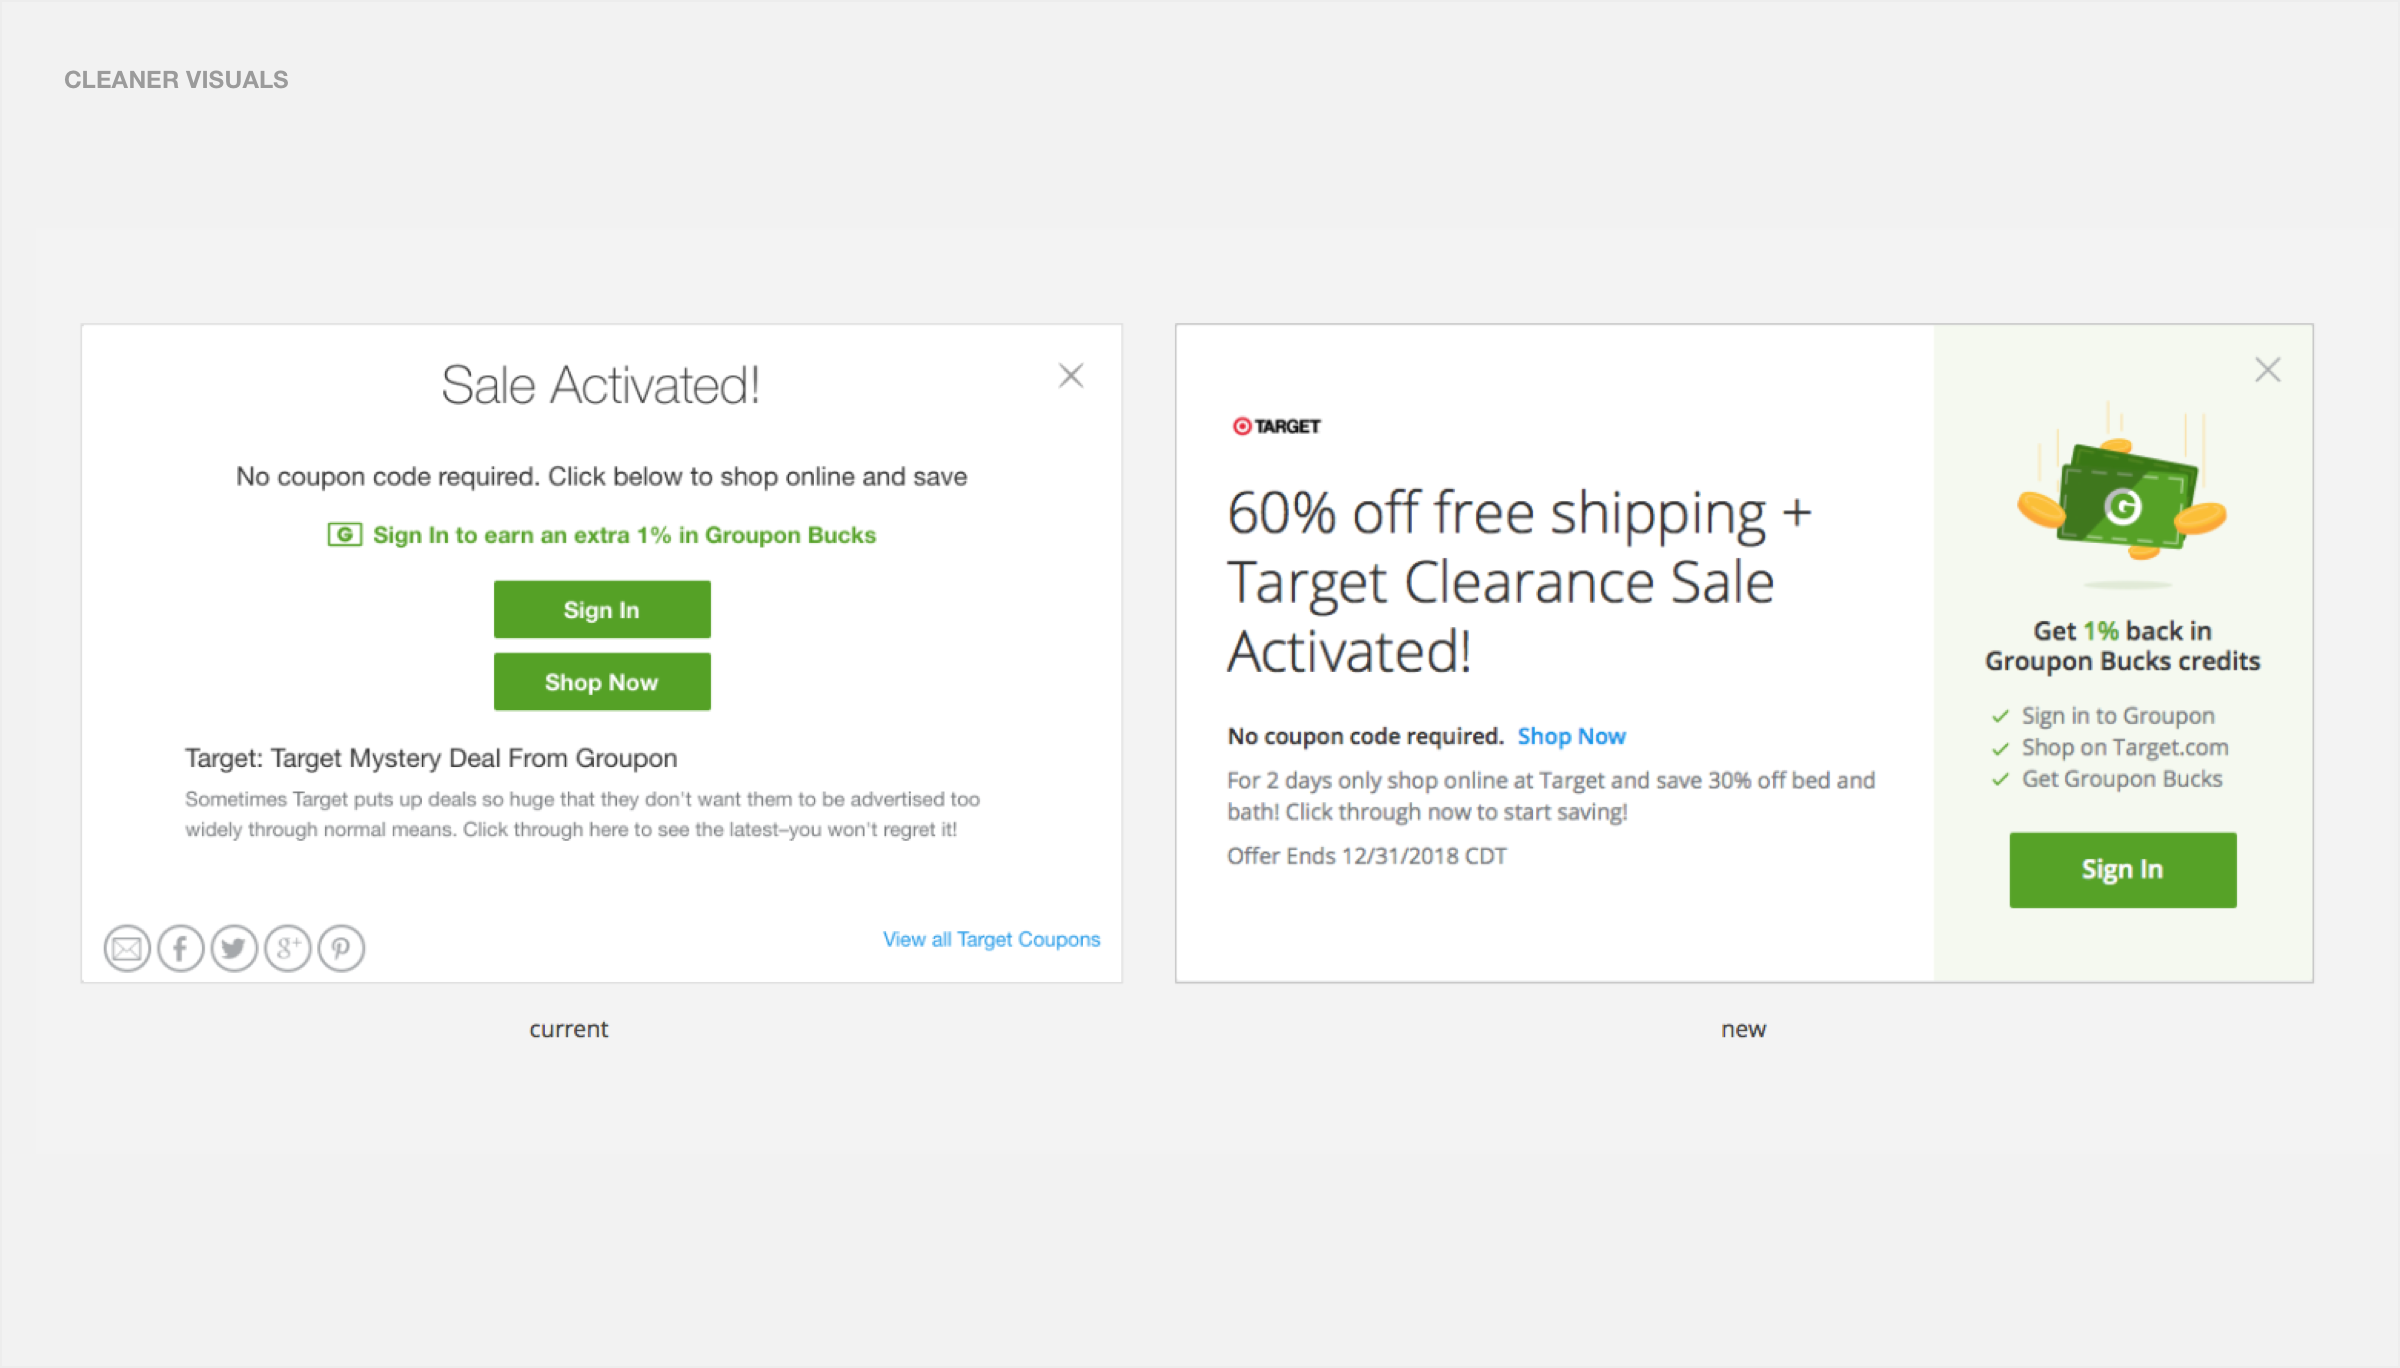 CLEANER VISUALS
Sale Activated!
No coupon code required. Click below to shop online and save
G Sign In to earn an extra 1% in Groupon Bucks
Sign In
Shop Now
Target: Target Mystery Deal From Groupon
Sometimes Target puts up deals so huge that they don't want them to be advertised too
widely through normal means. Click through here to see the latest–you won't regret it!
f g+ p
View all Target Coupons
current
TARGET
60% off free shipping +
Target Clearance Sale
Activated!
No coupon code required. Shop Now
For 2 days only shop online at Target and save 30% off bed and
bath! Click through now to start saving!
Offer Ends 12/31/2018 CDT
G
Get 1% back in
Groupon Bucks credits
Sign in to Groupon
Shop on Target.com
Get Groupon Bucks
Sign In
new